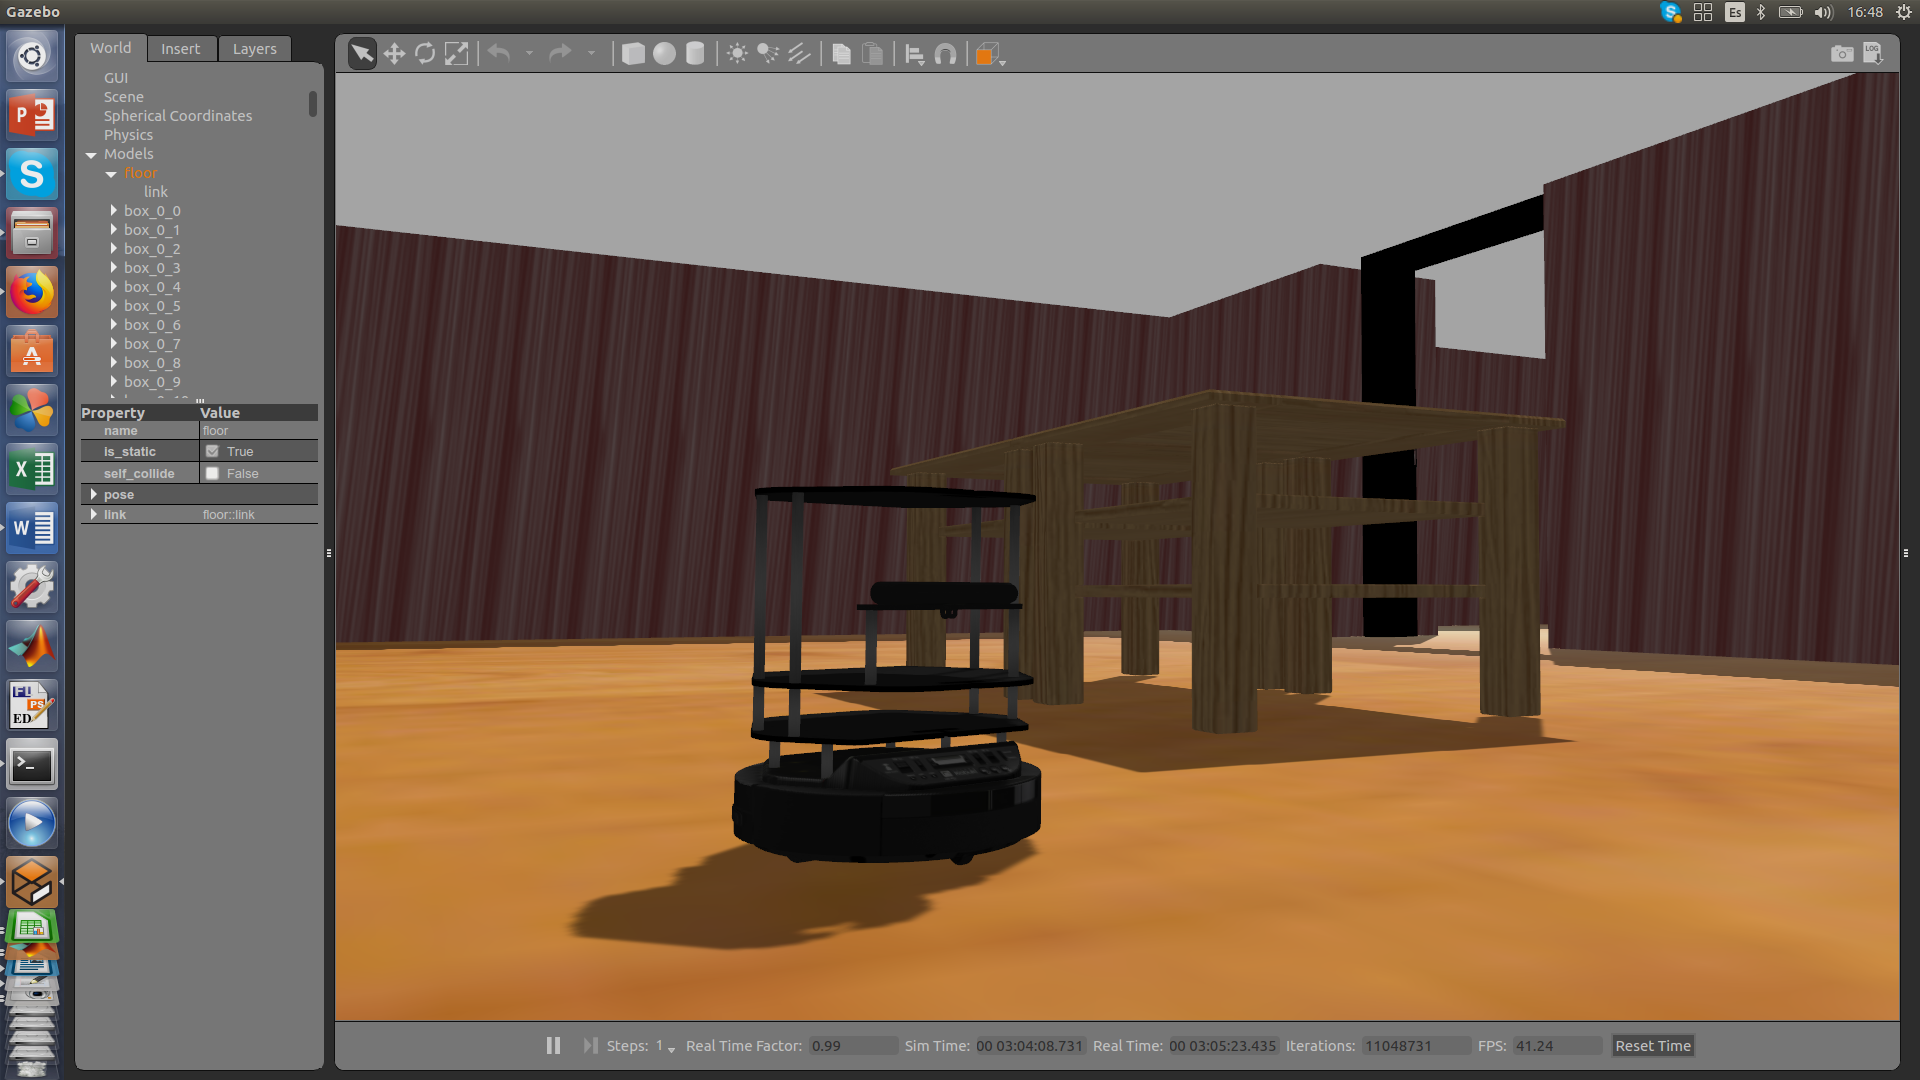 Gazebo
Es
16:48
World Insert Layers
LOG
GUI
Scene
Spherical Coordinates
Physics
Models
floor
link
box_0_0
box_0_1
box_0_2
box_0_3
box_0_4
box_0_5
box_0_6
box_0_7
box_0_8
box_0_9
Property Value
name floor
is_static True
self_collide False
pose
link floor::link
Steps: 1 Real Time Factor: 0.99 Sim Time: 00 03:04:08.731 Real Time: 00 03:05:23.435 Iterations: 11048731 FPS: 41.24 Reset Time